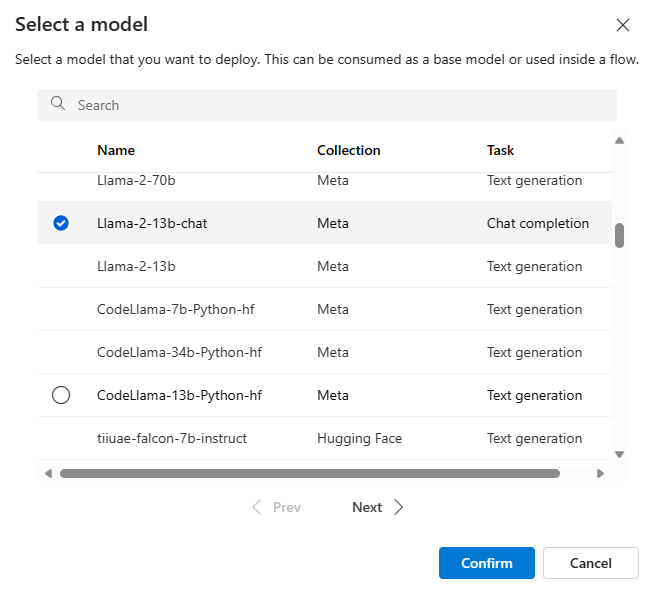 Select a model
Select a model that you want to deploy. This can be consumed as a base model or used inside a flow.
Search
Name Collection Task
Llama-2-70b Meta Text generation
Llama-2-13b-chat Meta Chat completion
Llama-2-13b Meta Text generation
CodeLlama-7b-Python-hf Meta Text generation
CodeLlama-34b-Python-hf Meta Text generation
CodeLlama-13b-Python-hf Meta Text generation
tiiuae-falcon-7b-instruct Hugging Face Text generation
Prev Next
Confirm Cancel